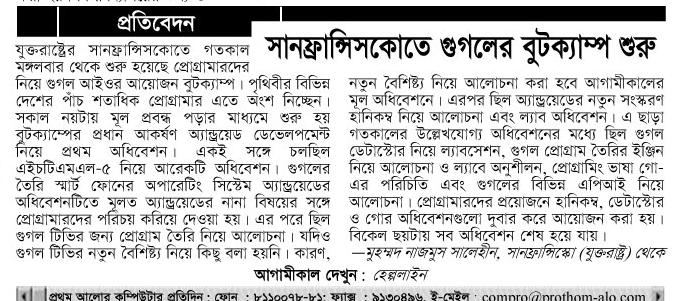 প্রতিবেদন
সানফ্রান্সিসকোতে গুগলের বুটক্যাম্প শুরু
যুক্তরাষ্ট্রের সানফ্রান্সিসকোতে গতকাল
মঙ্গলবার থেকে শুরু হয়েছে প্রোগ্রামারদের
নিয়ে গুগল আইওর আয়োজন বুটক্যাম্প। পৃথিবীর বিভিন্ন
দেশের পাঁচ শতাধিক প্রোগ্রামার এতে অংশ নিচ্ছেন।
সকাল নয়টায় মূল প্রবন্ধ পড়ার মাধ্যমে শুরু হয়
বুটক্যাম্পের প্রধান আকর্ষণ অ্যান্ড্রয়েড ডেভেলপমেন্ট
নিয়ে প্রথম অধিবেশন। একই সঙ্গে চলছিল
এইচটিএমএল-৫ নিয়ে আরেকটি অধিবেশন। গুগলের
তৈরি স্মার্ট ফোনের অপারেটিং সিস্টেম অ্যান্ড্রয়েডের
অধিবেশনটিতে মূলত অ্যান্ড্রয়েডের নানা বিষয়ের সঙ্গে
প্রোগ্রামারদের পরিচয় করিয়ে দেওয়া হয়। এর পরে ছিল
গুগল টিভির জন্য প্রোগ্রাম তৈরি নিয়ে আলোচনা। যদিও
গুগল টিভির নতুন বৈশিষ্ট্য নিয়ে কিছু বলা হয়নি। কারণ,
নতুন বৈশিষ্ট্য নিয়ে আলোচনা করা হবে আগামীকালের
মূল অধিবেশনে। এরপর ছিল অ্যান্ড্রয়েডের নতুন সংস্করণ
হানিকম্ব নিয়ে আলোচনা এবং ল্যাব অধিবেশন। এ ছাড়া
গতকালের উল্লেখযোগ্য অধিবেশনের মধ্যে ছিল গুগল
ডেটাস্টোর নিয়ে ল্যাবসেশন, গুগল প্রোগ্রাম তৈরির ইঞ্জিন
নিয়ে আলোচনা ও ল্যাবে অনুশীলন, প্রোগ্রামিং ভাষা গো-
এর পরিচিতি এবং গুগলের বিভিন্ন এপিআই নিয়ে
আলোচনা। প্রোগ্রামারদের প্রয়োজনে হানিকম্ব, ডেটাস্টোর
ও গোর অধিবেশনগুলো দুবার করে আয়োজন করা হয়।
বিকেল ছয়টায় সব অধিবেশন শেষ হয়ে যায়।
—মুহম্মদ নাজমুস সালেহীন, সানফ্রান্সিস্কো (যুক্তরাষ্ট্র) থেকে
আগামীকাল দেখুন : হেল্পলাইন
প্রথম আলোর কম্পিউটার প্রতিদিন : ফোন : ৮১১০০৭৮-৮১; ফ্যাক্স : ৯১৩০৪৯৬, ই-মেইল : compro@prothom-alo.com